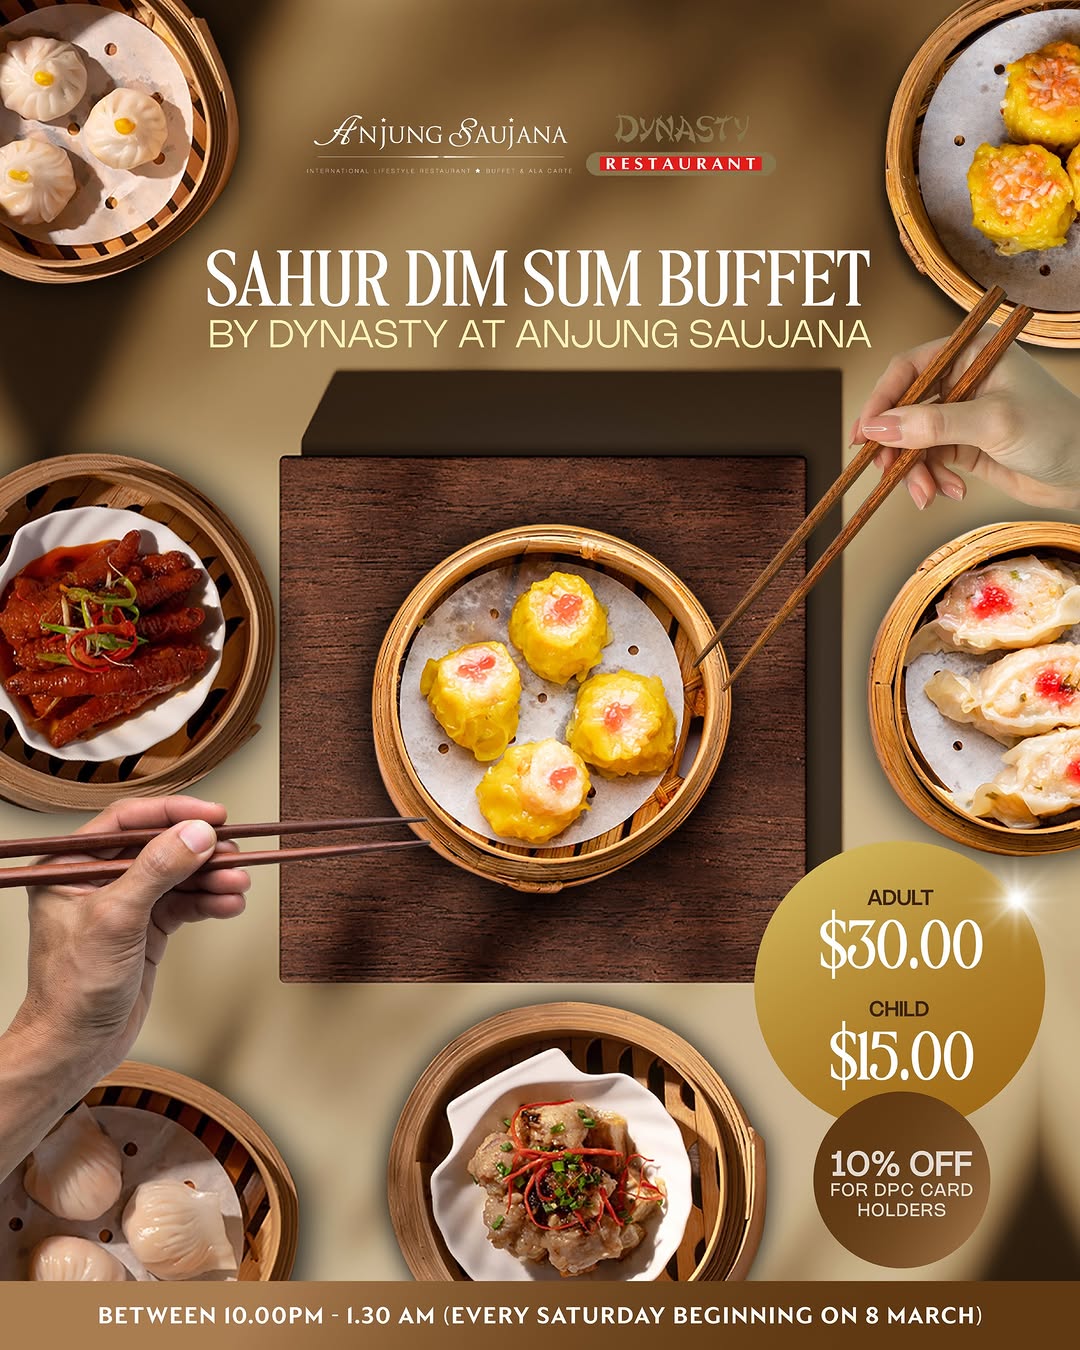 ANJUNG SAUJANA
INTERNATIONAL LIFESTYLE RESTAURANT ★ BUFFET & ALA CARTE
DYNASTY
RESTAURANT
SAHUR DIM SUM BUFFET
BY DYNASTY AT ANJUNG SAUJANA
ADULT
$30.00
CHILD
$15.00
10% OFF
FOR DPC CARD
HOLDERS
BETWEEN 10.00PM - 1.30 AM (EVERY SATURDAY BEGINNING ON 8 MARCH)